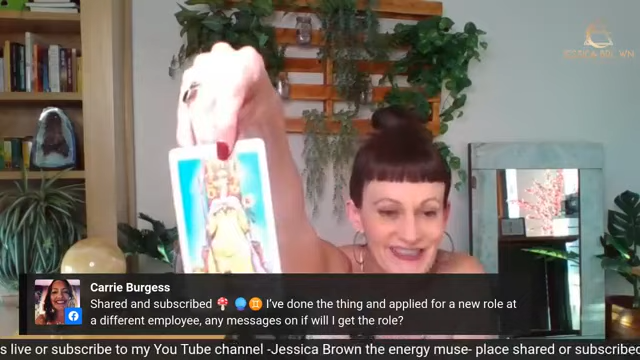 Carrie Burgess
Shared and subscribed 🍄 🔮 ♊ I’ve done the thing and applied for a new role at
a different employee, any messages on if will I get the role?
s live or subscribe to my You Tube channel -Jessica Brown the energy muse- place shared or subscribed